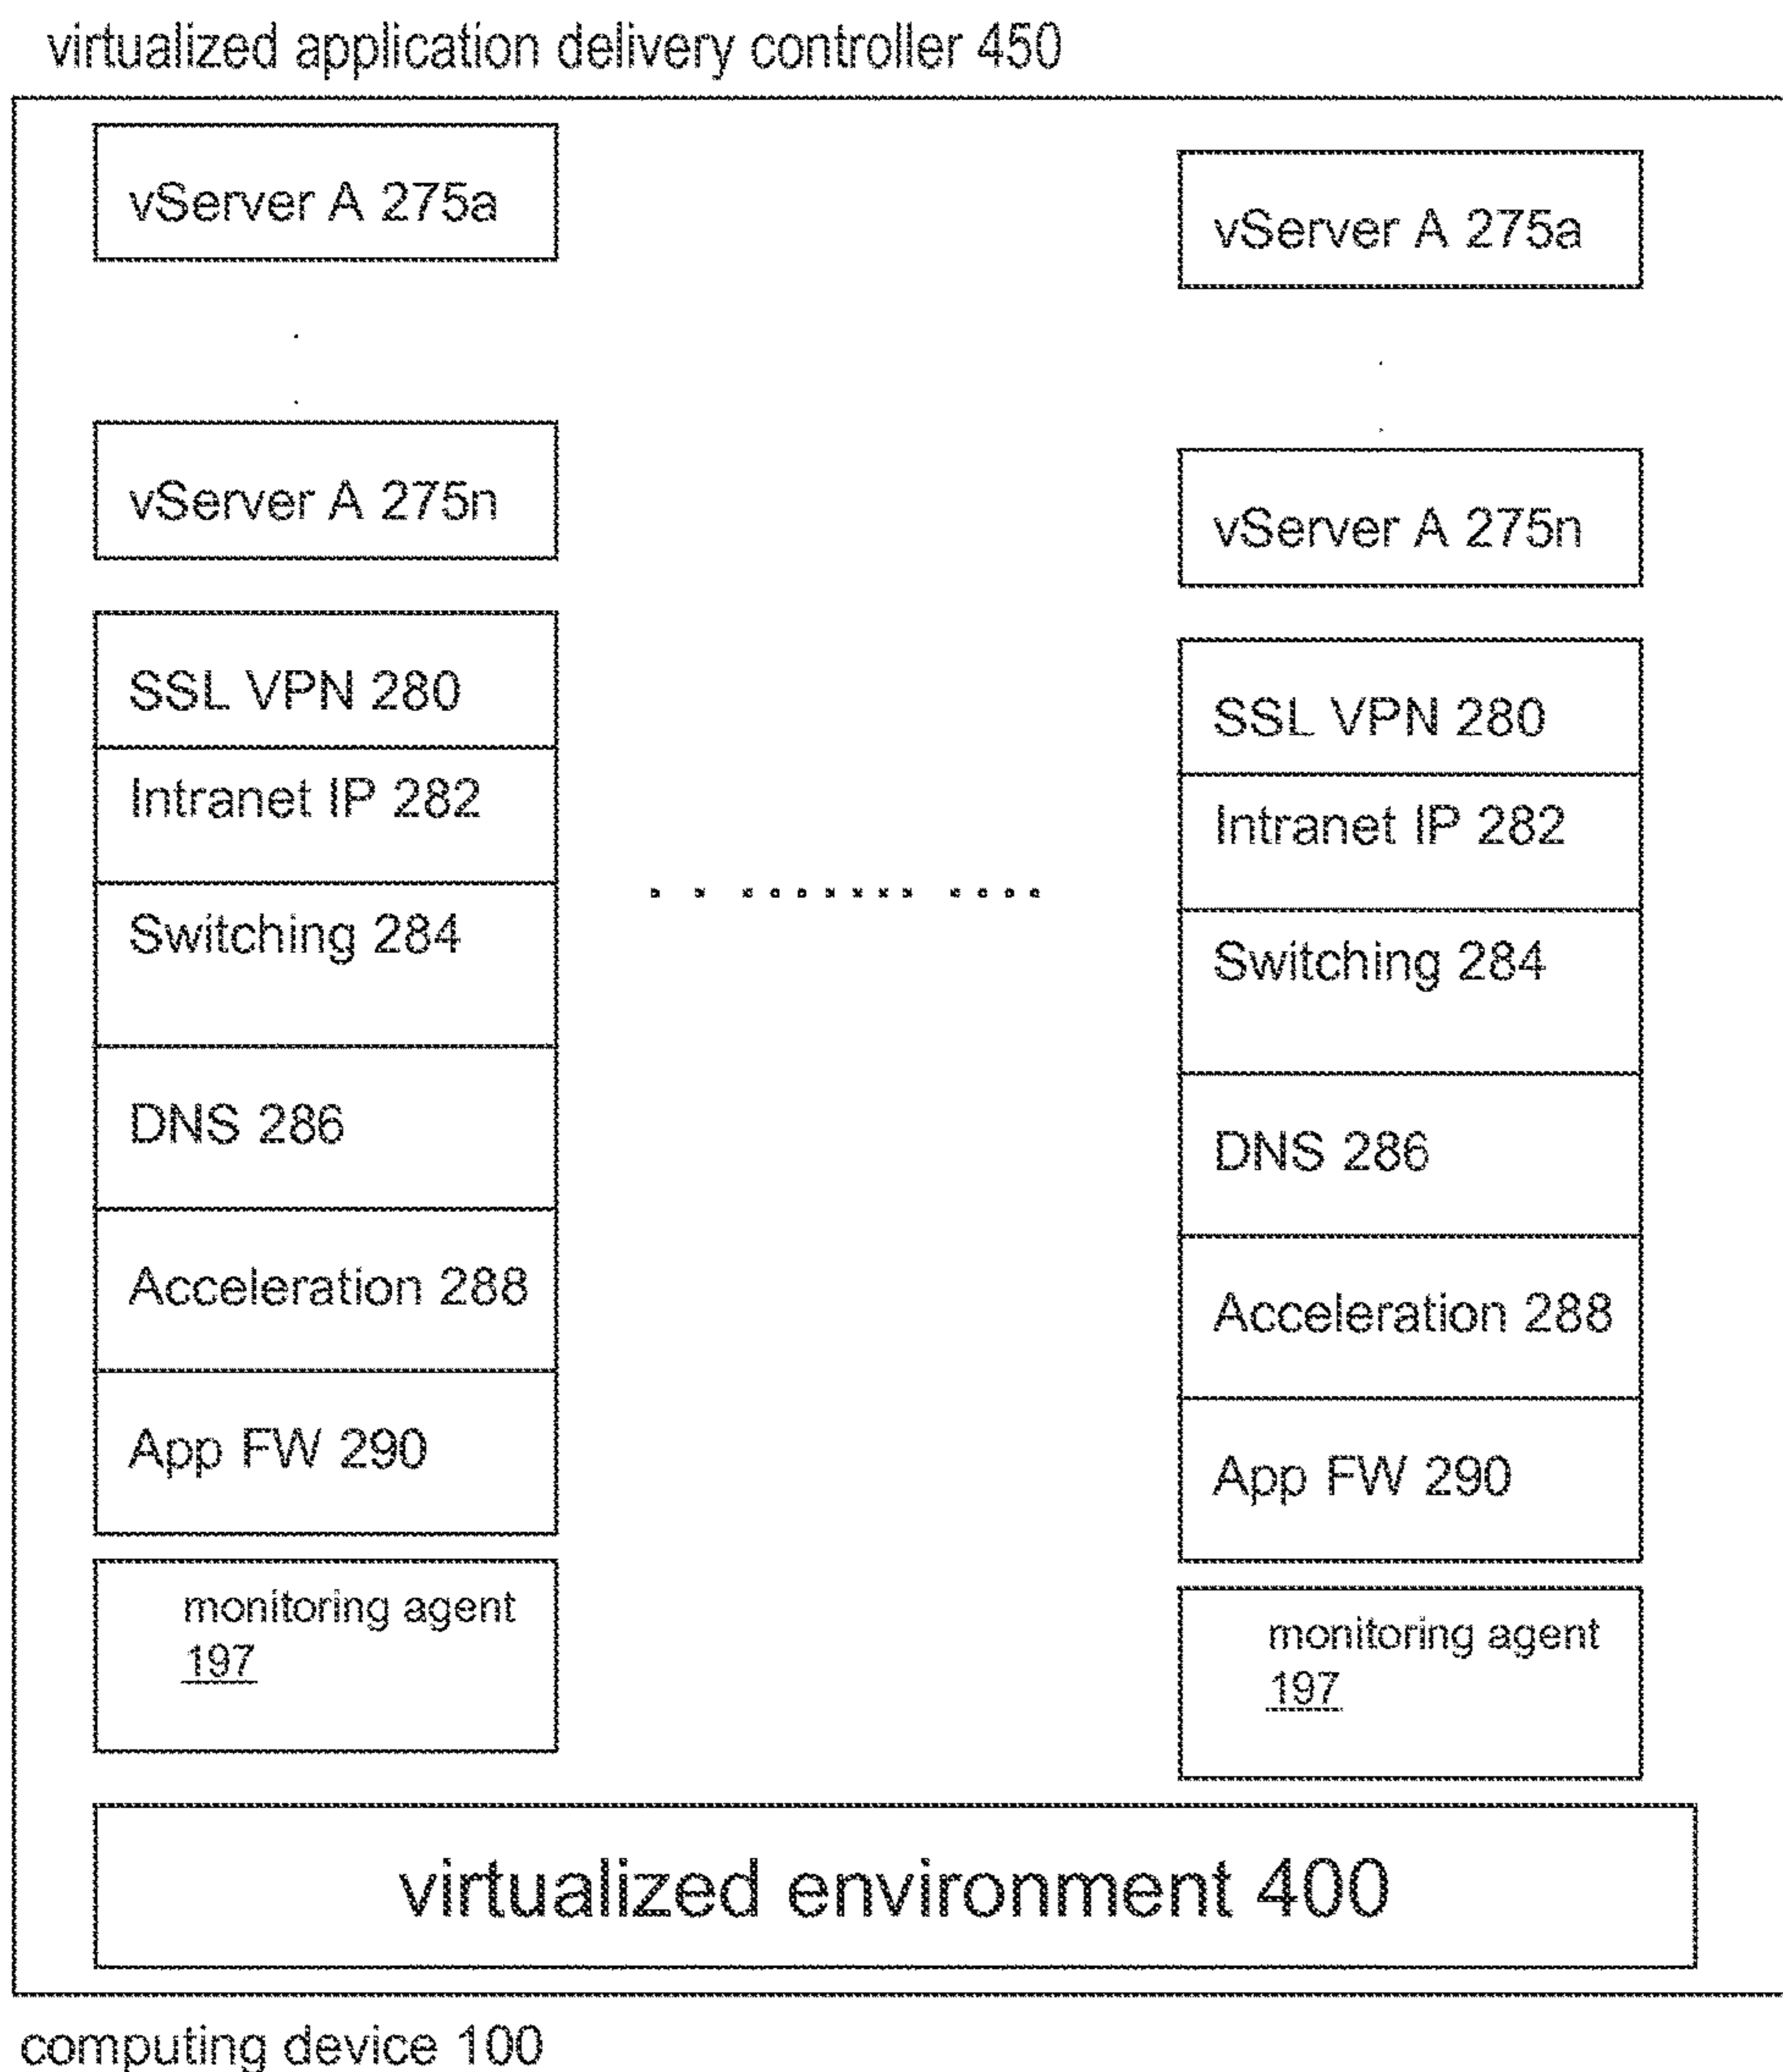 virtualized application delivery controller 450
vServer A 275a
vServer A 275n
SSL VPN 280
Intranet IP 282
Switching 284
DNS 286
Acceleration 288
App FW 290
monitoring agent
197
vServer A 275a
vServer A 275n
SSL VPN 280
Intranet IP 282
Switching 284
DNS 286
Acceleration 288
App FW 290
monitoring agent
197
virtualized environment 400
computing device 100